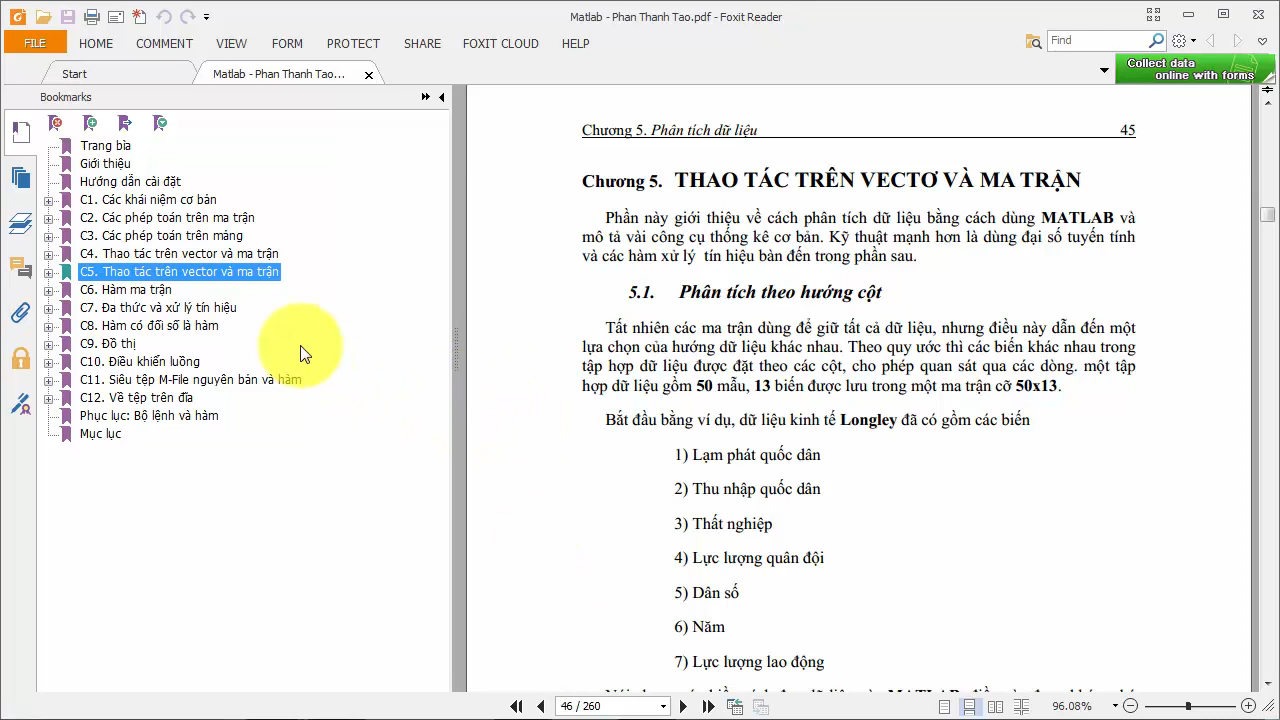 Matlab - Phan Thanh Tao.pdf - Foxit Reader
FILE HOME COMMENT VIEW FORM PROTECT SHARE FOXIT CLOUD HELP
Find
Start
Matlab - Phan Thanh Tao...
Collect data
online with forms
Bookmarks
Trang bìa
Giới thiệu
Hướng dẫn cài đặt
C1. Các khái niệm cơ bản
C2. Các phép toán trên ma trận
C3. Các phép toán trên mảng
C4. Thao tác trên vector và ma trận
C5. Thao tác trên vector và ma trận
C6. Hàm ma trận
C7. Đa thức và xử lý tín hiệu
C8. Hàm có đối số là hàm
C9. Đồ thị
C10. Điều khiển luồng
C11. Siêu tệp M-File nguyên bản và hàm
C12. Về tệp trên đĩa
Phục lục: Bộ lệnh và hàm
Mục lục
Chương 5. Phân tích dữ liệu 45
Chương 5. THAO TÁC TRÊN VECTƠ VÀ MA TRẬN
Phần này giới thiệu về cách phân tích dữ liệu bằng cách dùng MATLAB và
mô tả vài công cụ thống kê cơ bản. Kỹ thuật mạnh hơn là dùng đại số tuyến tính
và các hàm xử lý tín hiệu bàn đến trong phần sau.
5.1. Phân tích theo hướng cột
Tất nhiên các ma trận dùng để giữ tất cả dữ liệu, nhưng điều này dẫn đến một
lựa chọn của hướng dữ liệu khác nhau. Theo quy ước thì các biến khác nhau trong
tập hợp dữ liệu được đặt theo các cột, cho phép quan sát qua các dòng. một tập
hợp dữ liệu gồm 50 mẫu, 13 biến được lưu trong một ma trận cỡ 50x13.
Bắt đầu bằng ví dụ, dữ liệu kinh tế Longley đã có gồm các biến
1) Lạm phát quốc dân
2) Thu nhập quốc dân
3) Thất nghiệp
4) Lực lượng quân đội
5) Dân số
6) Năm
7) Lực lượng lao động
46 / 260
96.08%